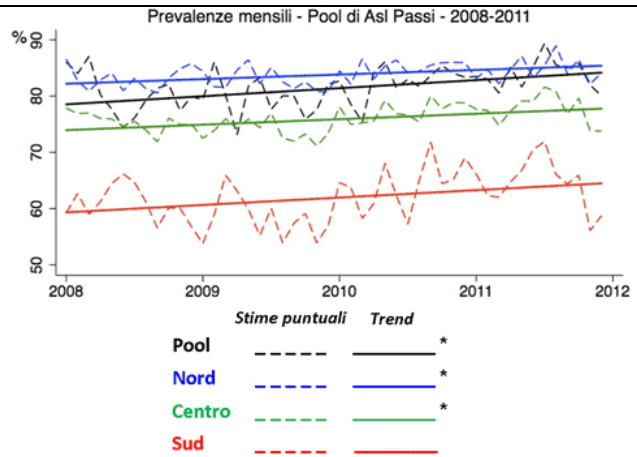 Prevalenze mensili - Pool di Asl Passi - 2008-2011
%
90
80
70
60
50
2008 2009 2010 2011 2012
Stime puntuali Trend
Pool *
Nord *
Centro *
Sud